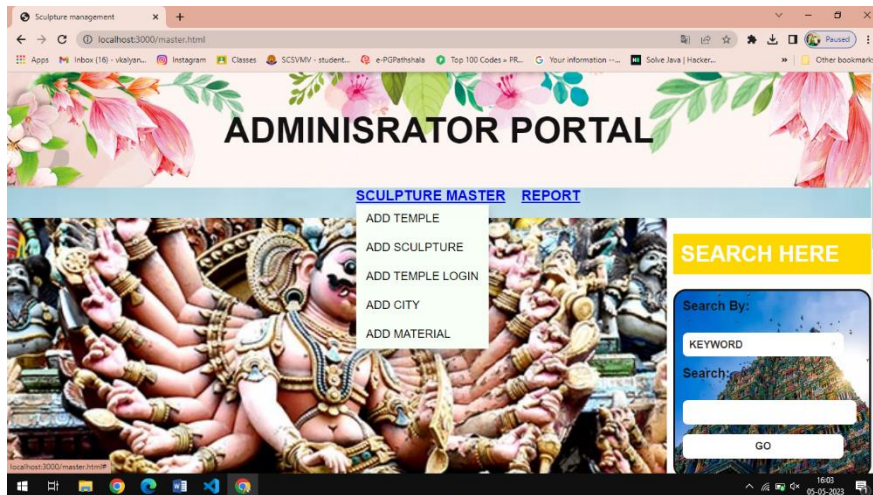 Sculpture management
localhost:3000/master.html
Paused
Apps
Inbox (16) - vkalyan...
Instagram
Classes
SCSVMV - student...
e-PGPathshala
Top 100 Codes » PR...
Your information --...
Solve Java | Hacker...
»
Other bookmarks
ADMINISRATOR PORTAL
SCULPTURE MASTER REPORT
ADD TEMPLE
ADD SCULPTURE
ADD TEMPLE LOGIN
ADD CITY
ADD MATERIAL
SEARCH HERE
Search By:
KEYWORD
Search:
GO
localhost:3000/master.html#
16:03
05-05-2023